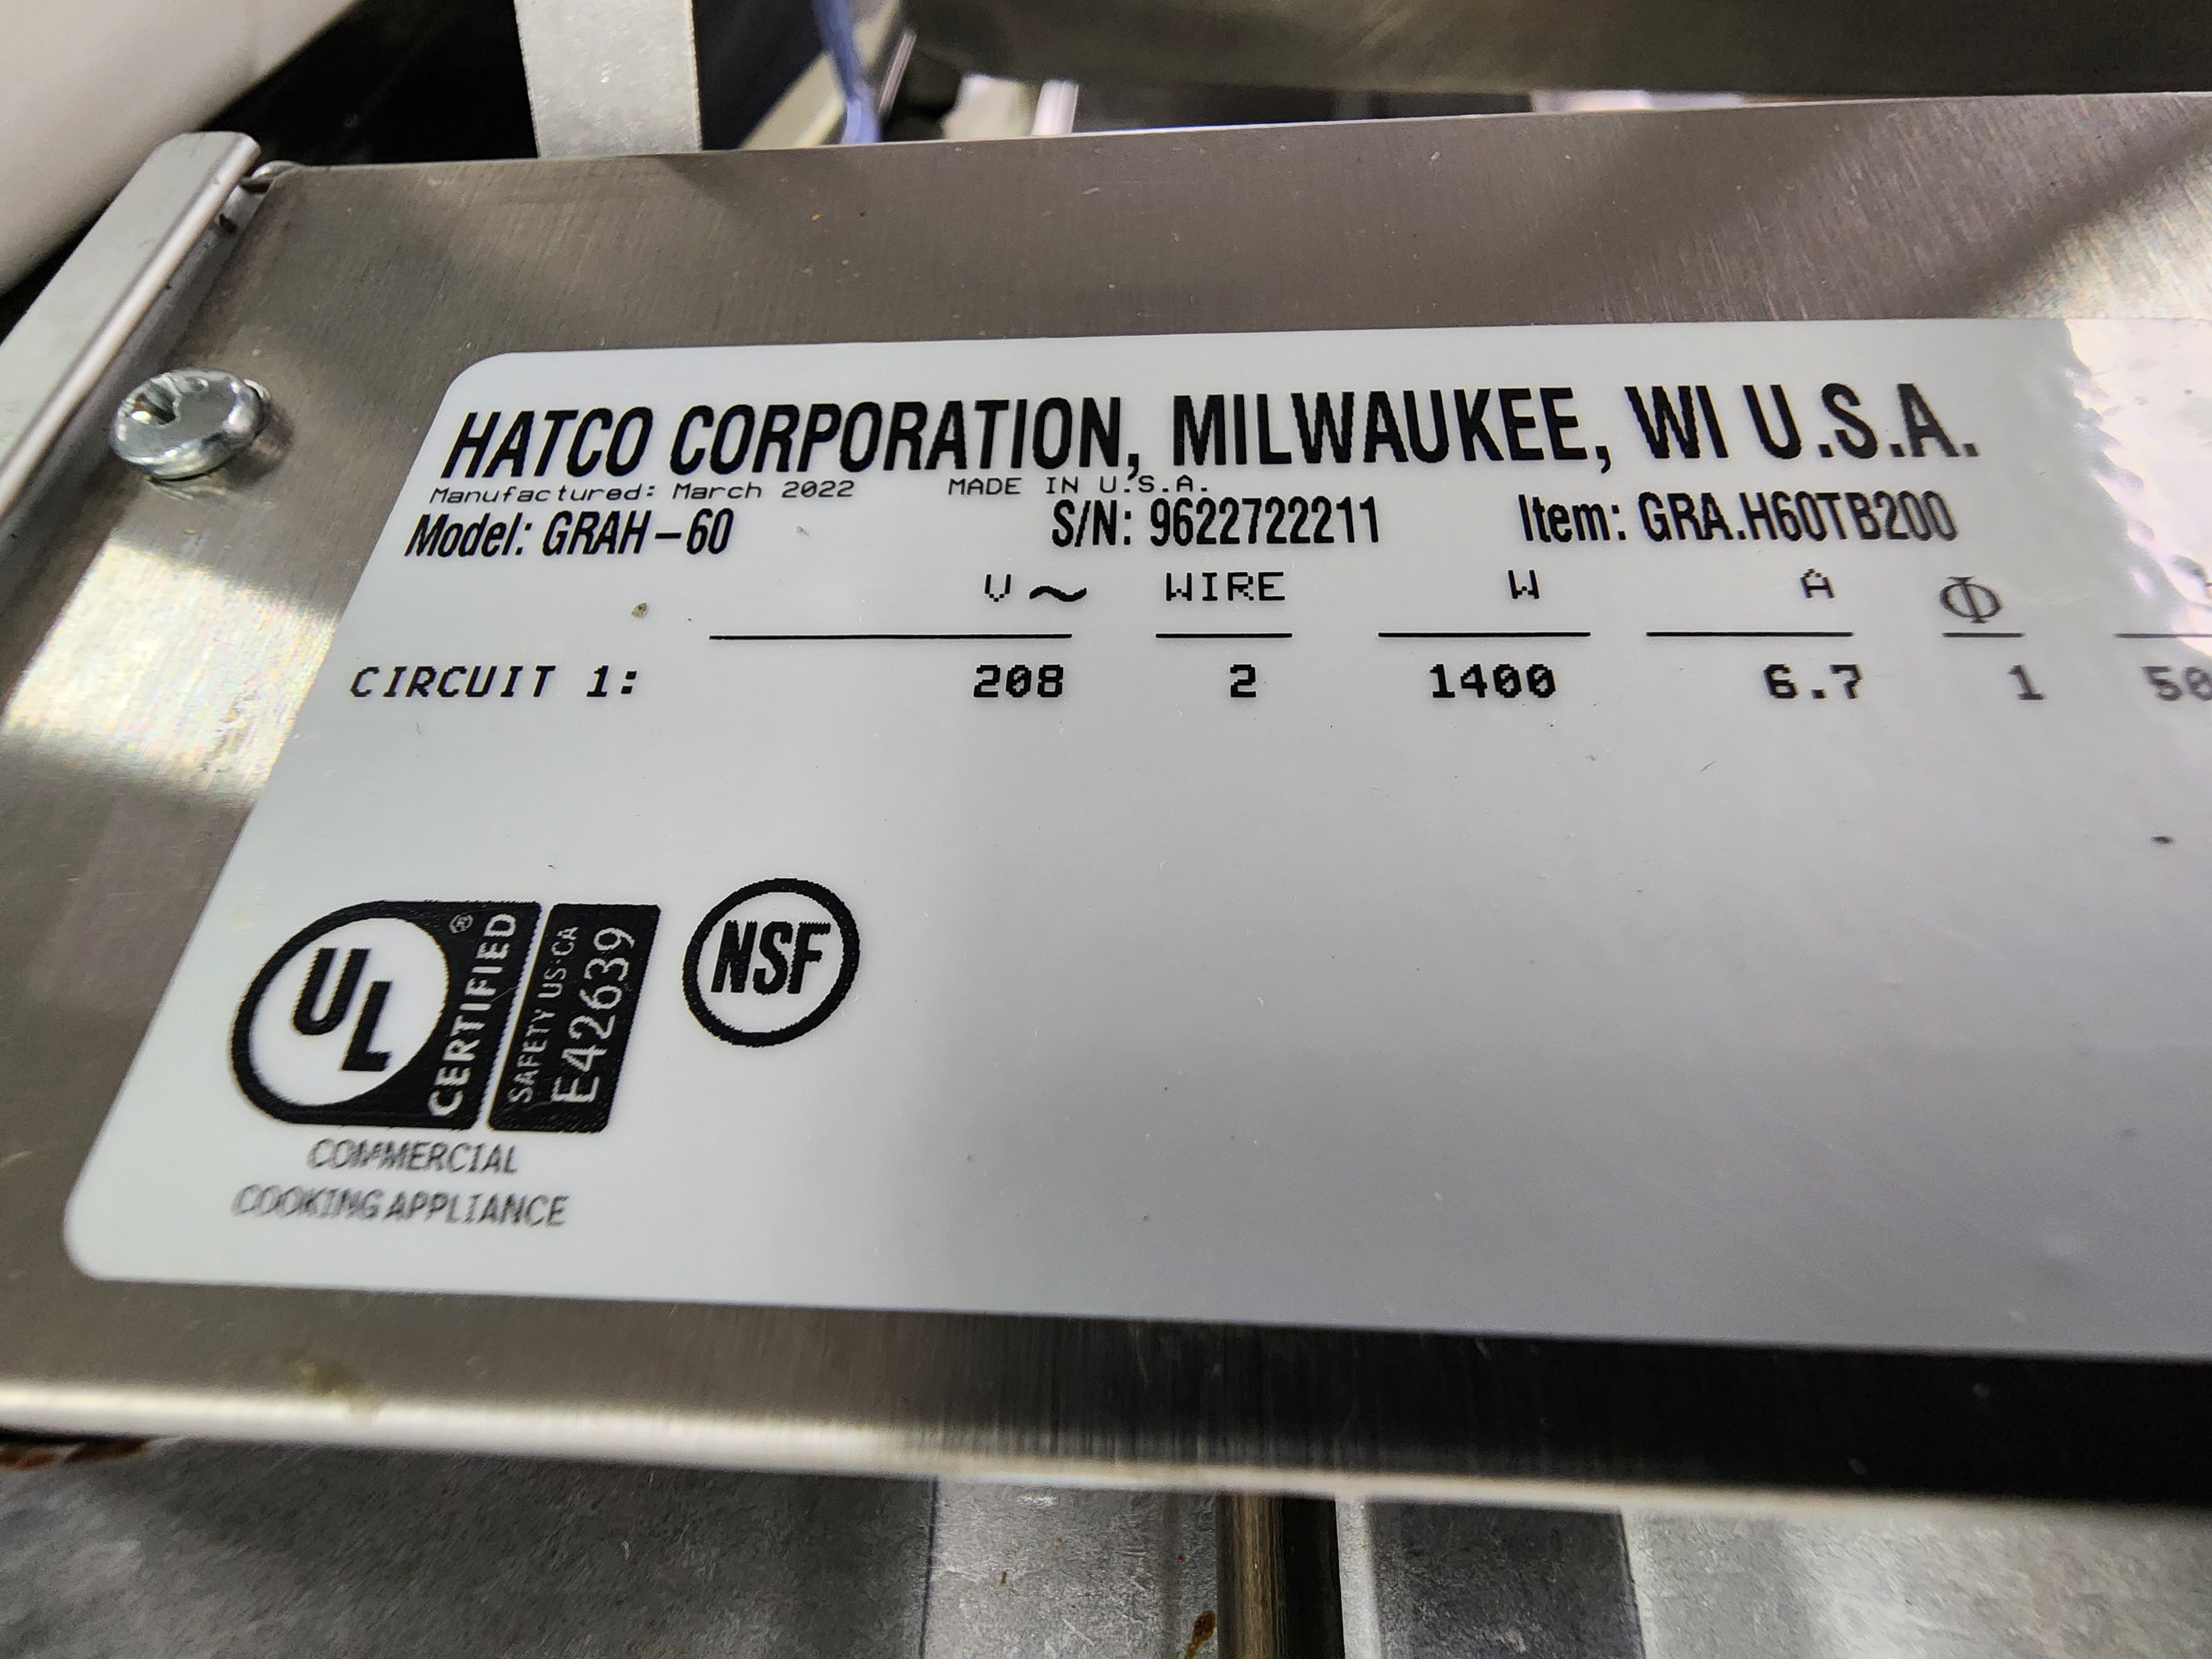 HATCO CORPORATION, MILWAUKEE, WI U.S.A.
Manufactured: March 2022 MADE IN U.S.A.
Model: GRAH-60 S/N: 9622722211 Item: GRA.H60TB200
V~ WIRE W A Φ
CIRCUIT 1: 208 2 1400 6.7 1 50
UL CERTIFIED ®
SAFETY US·CA
E42639
NSF
COMMERCIAL
COOKING APPLIANCE